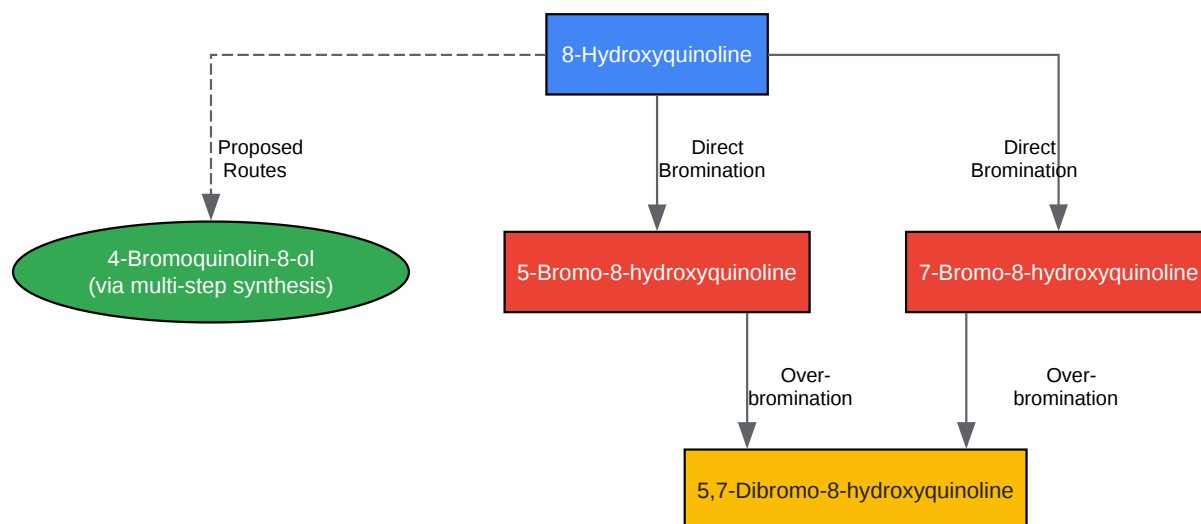 8-Hydroxyquinoline
Proposed
Routes
Direct
Bromination
Direct
Bromination
4-Bromoquinolin-8-ol
(via multi-step synthesis)
5-Bromo-8-hydroxyquinoline
7-Bromo-8-hydroxyquinoline
Over-
bromination
Over-
bromination
5,7-Dibromo-8-hydroxyquinoline